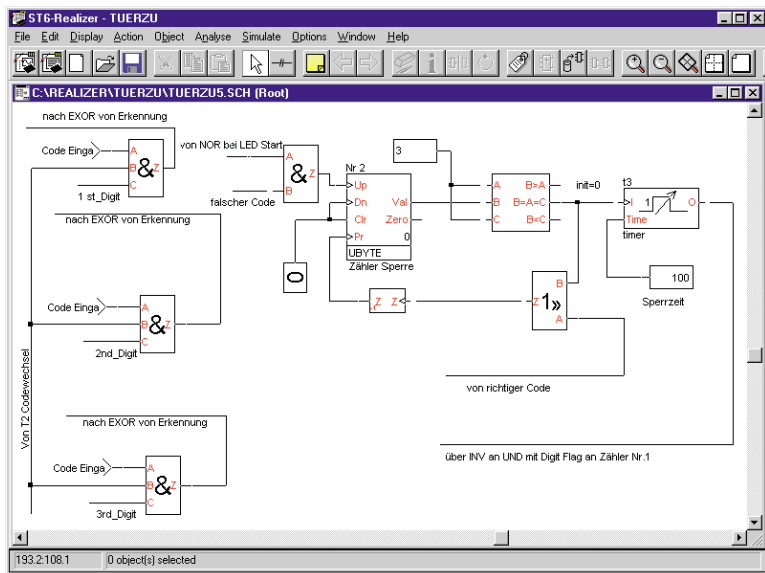 ST6-Realizer - TUERZU
File Edit Display Action Object Analyse Simulate Options Window Help
C:\REALIZER\TUERZU\TUERZU5.SCH (Root)
nach EXOR von Erkennung
Code Einga
A
B
C
&
Z
1 st_Digit
nach EXOR von Erkennung
Code Einga
A
B
C
&
Z
2nd_Digit
nach EXOR von Erkennung
Code Einga
A
B
C
&
Z
3rd_Digit
Von T2 Codewechsel
von NOR bei LED Start
A
B
&
Z
falscher Code
0
Nr 2
Up
Dn
Clr
Pr
Val
Zero
0
UBYTE
Zähler Sperre
3
A B>A
B B=A=C
C B<C
init=0
t3
I 1 O
Time
timer
100
Sperrzeit
B
1»
Z
A
Z Z
-1
von richtiger Code
über INV an UND mit Digit Flag an Zähler Nr.1
193.2:108.1 0 object(s) selected